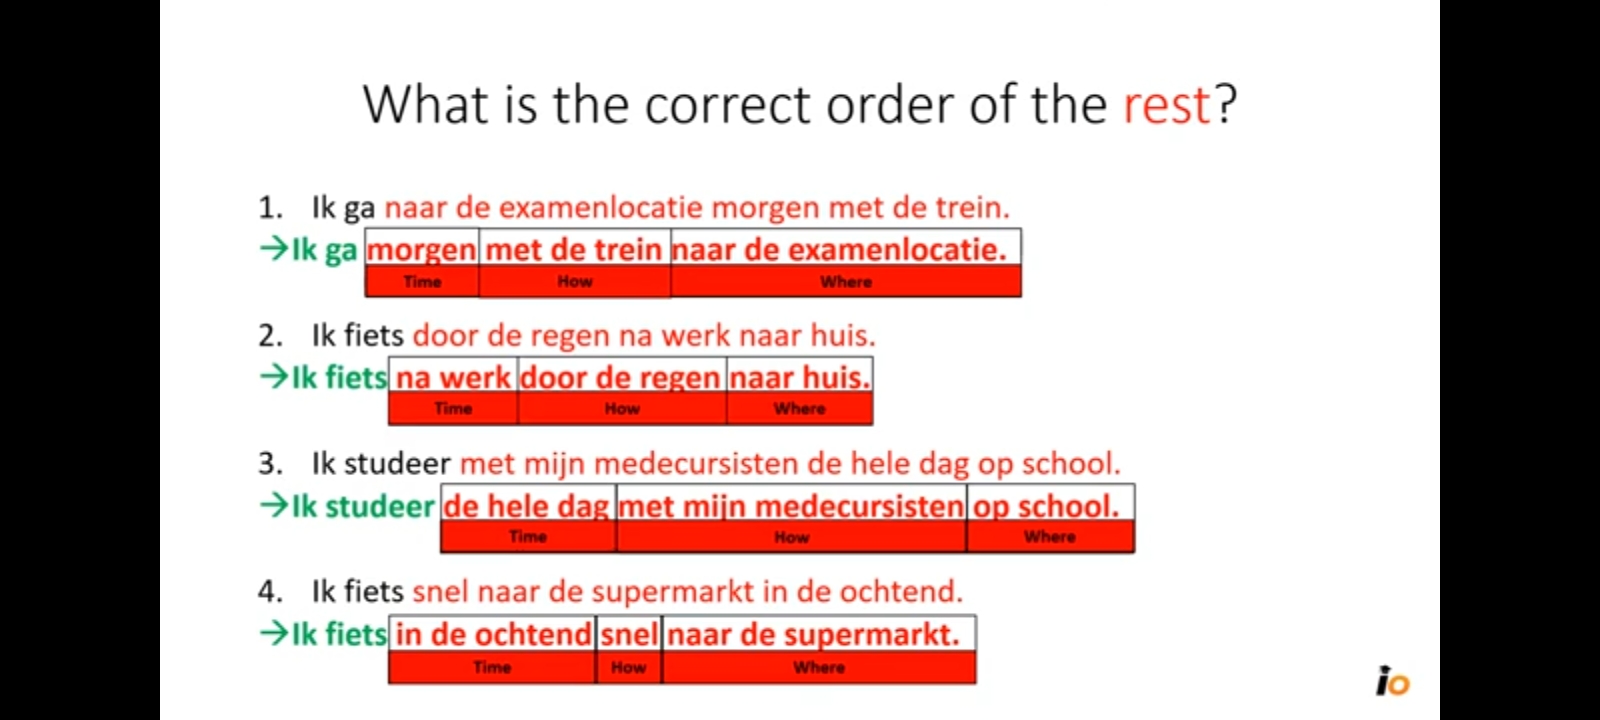 What is the correct order of the rest?
1. Ik ga naar de examenlocatie morgen met de trein.
→Ik ga morgen met de trein naar de examenlocatie.
Time How Where
2. Ik fiets door de regen na werk naar huis.
→Ik fiets na werk door de regen naar huis.
Time How Where
3. Ik studeer met mijn medecursisten de hele dag op school.
→Ik studeer de hele dag met mijn medecursisten op school.
Time How Where
4. Ik fiets snel naar de supermarkt in de ochtend.
→Ik fiets in de ochtend snel naar de supermarkt.
Time How Where
io